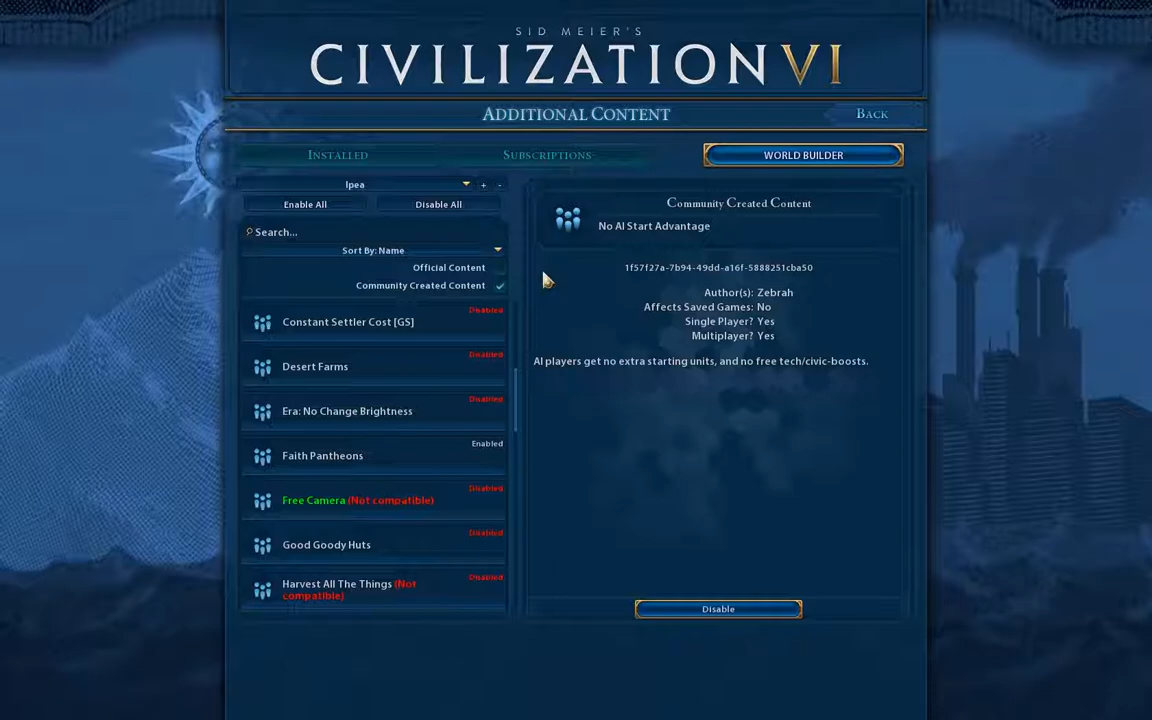 SID MEIER'S
CIVILIZATION VI
ADDITIONAL CONTENT
BACK
INSTALLED
SUBSCRIPTIONS
WORLD BUILDER
+ -
Enable All
Disable All
Search...
Sort By: Name
Official Content
Community Created Content
Disabled
Constant Settler Cost [GS]
Disabled
Desert Farms
Disabled
Era: No Change Brightness
Enabled
Faith Pantheons
Disabled
Free Camera (Not compatible)
Disabled
Good Goody Huts
Disabled
Harvest All The Things (Not
compatible)
Community Created Content
No AI Start Advantage
1f57f27a-7b94-49dd-a16f-5888251cba50
Author(s): Zebrah
Affects Saved Games: No
Single Player? Yes
Multiplayer? Yes
AI players get no extra starting units, and no free tech/civic-boosts.
Disable